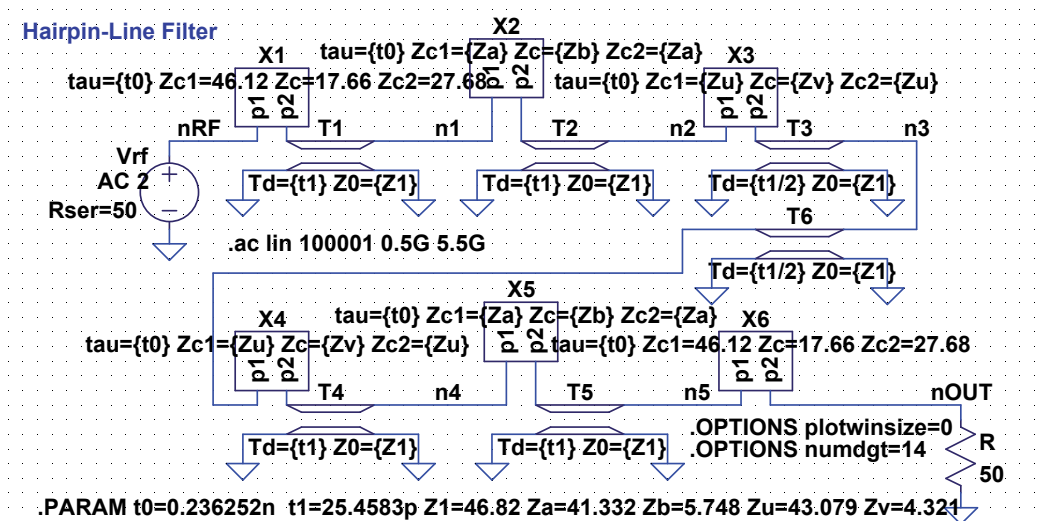 Hairpin-Line Filter
X1
tau={t0} Zc1=46.12 Zc=17.66 Zc2=27.68
p1 p2
X2
tau={t0} Zc1={Za} Zc={Zb} Zc2={Za}
p1 p2
X3
tau={t0} Zc1={Zu} Zc={Zv} Zc2={Zu}
p1 p2
nRF
T1
n1
T2
n2
T3
n3
Vrf
AC 2
Rser=50
Td={t1} Z0={Z1}
Td={t1} Z0={Z1}
Td={t1/2} Z0={Z1}
T6
.ac lin 100001 0.5G 5.5G
Td={t1/2} Z0={Z1}
X4
tau={t0} Zc1={Zu} Zc={Zv} Zc2={Zu}
p1 p2
X5
tau={t0} Zc1={Za} Zc={Zb} Zc2={Za}
p1 p2
X6
tau={t0} Zc1=46.12 Zc=17.66 Zc2=27.68
p1 p2
T4
n4
T5
n5
nOUT
Td={t1} Z0={Z1}
Td={t1} Z0={Z1}
.OPTIONS plotwinsize=0
.OPTIONS numdgt=14
R
50
.PARAM t0=0.236252n t1=25.4583p Z1=46.82 Za=41.332 Zb=5.748 Zu=43.079 Zv=4.321